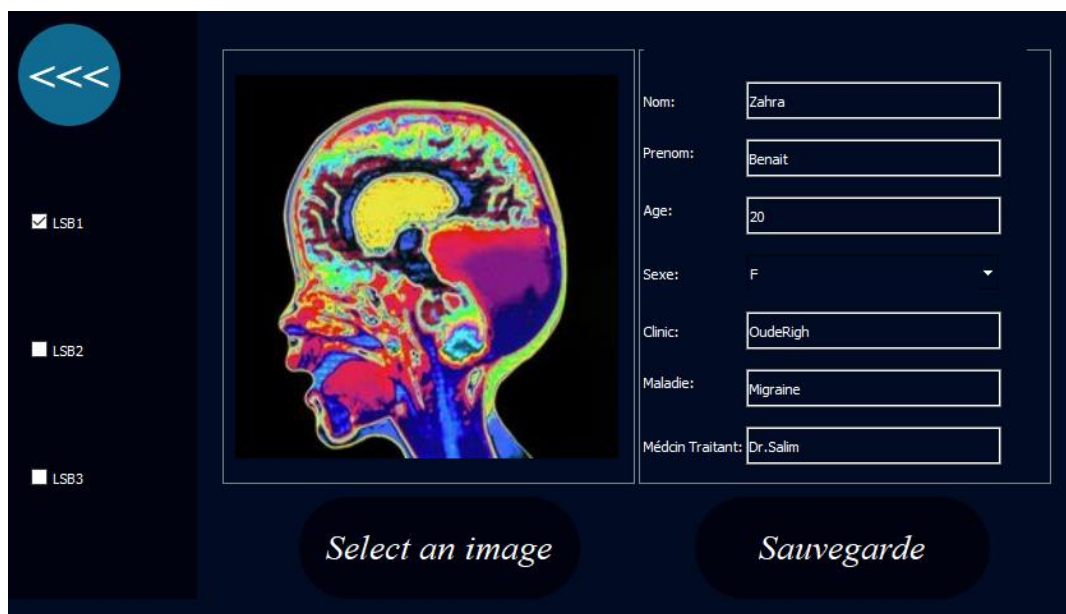 <<<
LSB1
LSB2
LSB3
Nom: Zahra
Prenom: Benait
Age: 20
Sexe: F
Clinic: OudeRigh
Maladie: Migraine
Médcin Traitant: Dr.Salim
Select an image
Sauvegarde